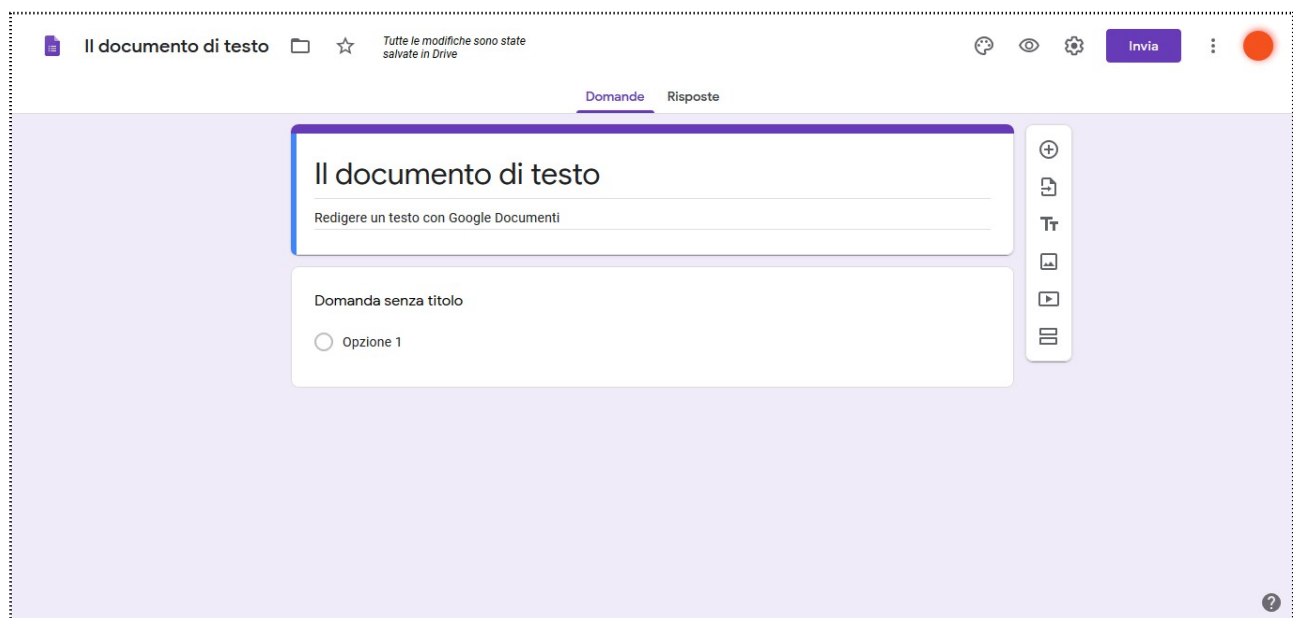 Il documento di testo
Tutte le modifiche sono state
salvate in Drive
Invia
Domande Risposte
Il documento di testo
Redigere un testo con Google Documenti
Tт
Domanda senza titolo
Opzione 1
?